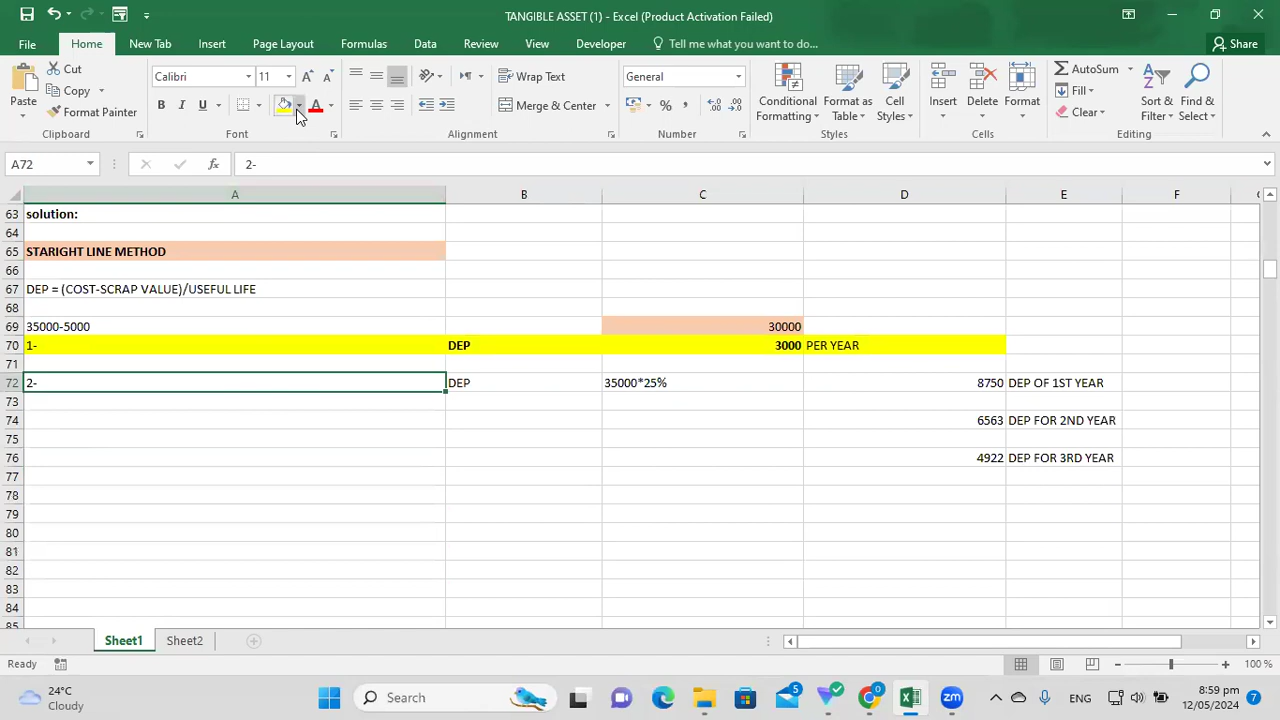 TANGIBLE ASSET (1) - Excel (Product Activation Failed)
File Home New Tab Insert Page Layout Formulas Data Review View Developer Tell me what you want to do... Share
Cut
Copy
Format Painter
Paste
Clipboard
Calibri 11
B I U A
Font
Wrap Text
Merge & Center
Alignment
General
% ,
Number
Conditional Formatting
Format as Table
Cell Styles
Styles
Insert Delete Format
Cells
AutoSum
Fill
Clear
Sort & Filter
Find & Select
Editing
A72 fx 2-
A B C D E F
63 solution:
64
65 STARIGHT LINE METHOD
66
67 DEP = (COST-SCRAP VALUE)/USEFUL LIFE
68
69 35000-5000 30000
70 1- DEP 3000 PER YEAR
71
72 2- DEP 35000*25% 8750 DEP OF 1ST YEAR
73
74 6563 DEP FOR 2ND YEAR
75
76 4922 DEP FOR 3RD YEAR
77
78
79
80
81
82
83
84
85
Sheet1 Sheet2
Ready 100 %
24°C
Cloudy
Search
5
0
ENG
8:59 pm
12/05/2024
7